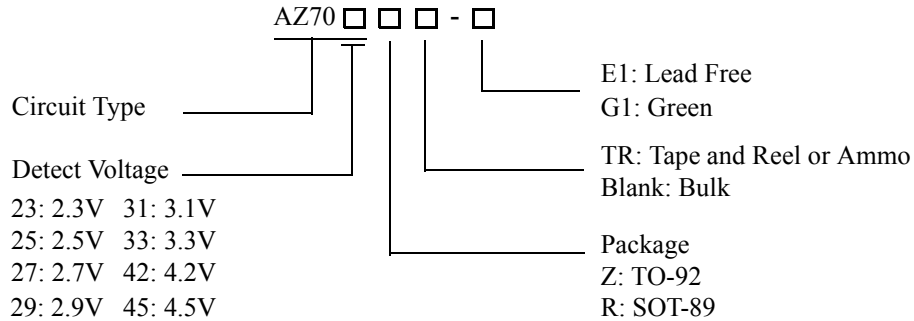 AZ70 -
Circuit Type
Detect Voltage
23: 2.3V 31: 3.1V
25: 2.5V 33: 3.3V
27: 2.7V 42: 4.2V
29: 2.9V 45: 4.5V
E1: Lead Free
G1: Green
TR: Tape and Reel or Ammo
Blank: Bulk
Package
Z: TO-92
R: SOT-89